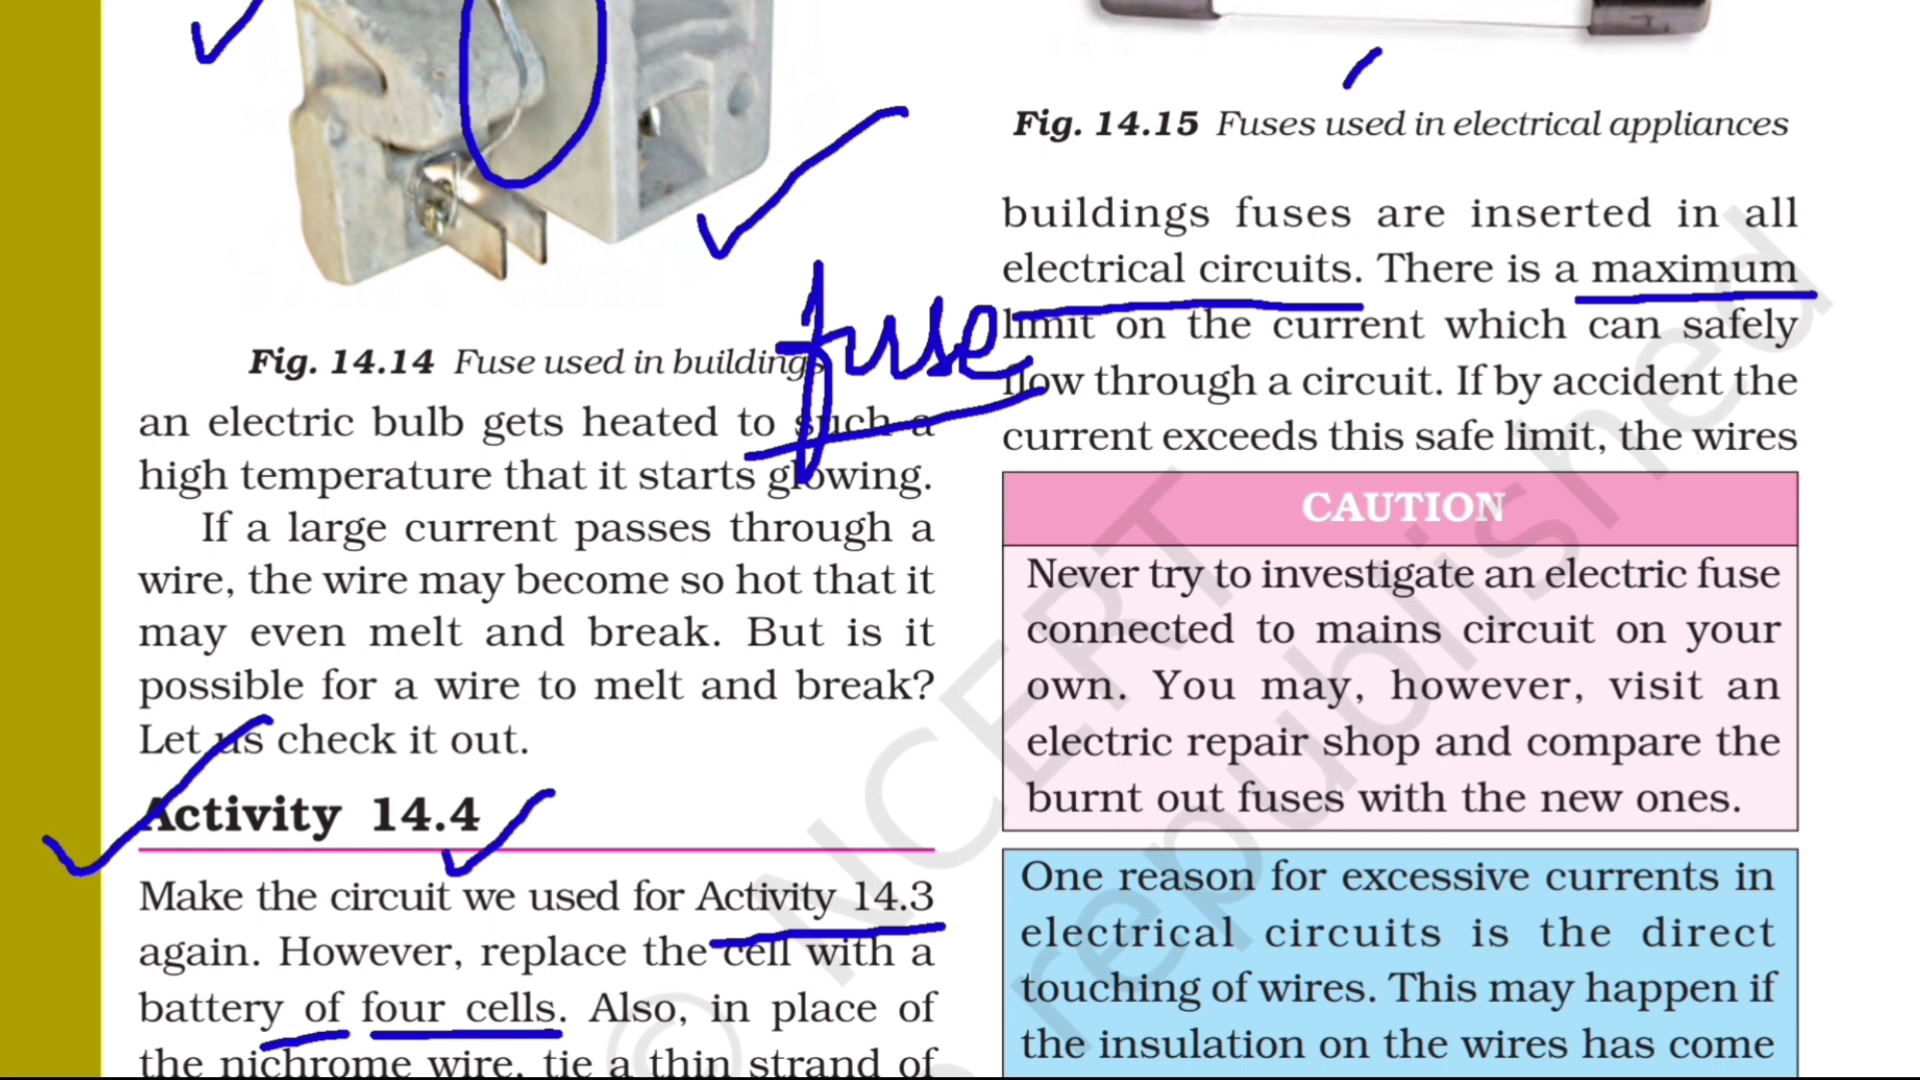 Fig. 14.14 Fuse used in buildings
fuse
an electric bulb gets heated to such a
high temperature that it starts glowing.
If a large current passes through a
wire, the wire may become so hot that it
may even melt and break. But is it
possible for a wire to melt and break?
Let us check it out.
Activity 14.4
Make the circuit we used for Activity 14.3
again. However, replace the cell with a
battery of four cells. Also, in place of
the nichrome wire, tie a thin strand of
Fig. 14.15 Fuses used in electrical appliances
buildings fuses are inserted in all
electrical circuits. There is a maximum
limit on the current which can safely
flow through a circuit. If by accident the
current exceeds this safe limit, the wires
CAUTION
Never try to investigate an electric fuse
connected to mains circuit on your
own. You may, however, visit an
electric repair shop and compare the
burnt out fuses with the new ones.
One reason for excessive currents in
electrical circuits is the direct
touching of wires. This may happen if
the insulation on the wires has come
© NCERT
republished